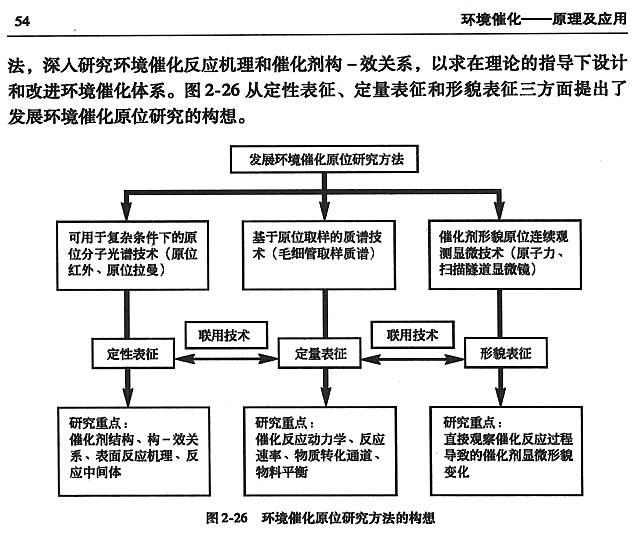 54
环境催化——原理及应用
法，深入研究环境催化反应机理和催化剂构-效关系，以求在理论的指导下设计
和改进环境催化体系。图2-26从定性表征、定量表征和形貌表征三方面提出了
发展环境催化原位研究的构想。
发展环境催化原位研究方法
可用于复杂条件下的原
位分子光谱技术（原位
红外、原位拉曼）
基于原位取样的质谱技
术（毛细管取样质谱）
催化剂形貌原位连续观
测显微技术（原子力、
扫描隧道显微镜）
联用技术
联用技术
定性表征
定量表征
形貌表征
研究重点：
催化剂结构、构-效关
系、表面反应机理、反
应中间体
研究重点：
催化反应动力学、反应
速率、物质转化通道、
物料平衡
研究重点：
直接观察催化反应过程
导致的催化剂显微形貌
变化
图2-26 环境催化原位研究方法的构想